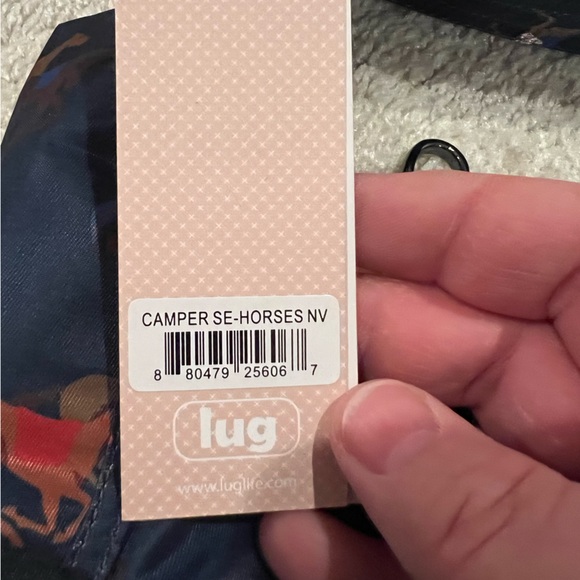 CAMPER SE-HORSES NV
8 80479 25606 7
lug
www.luglife.com